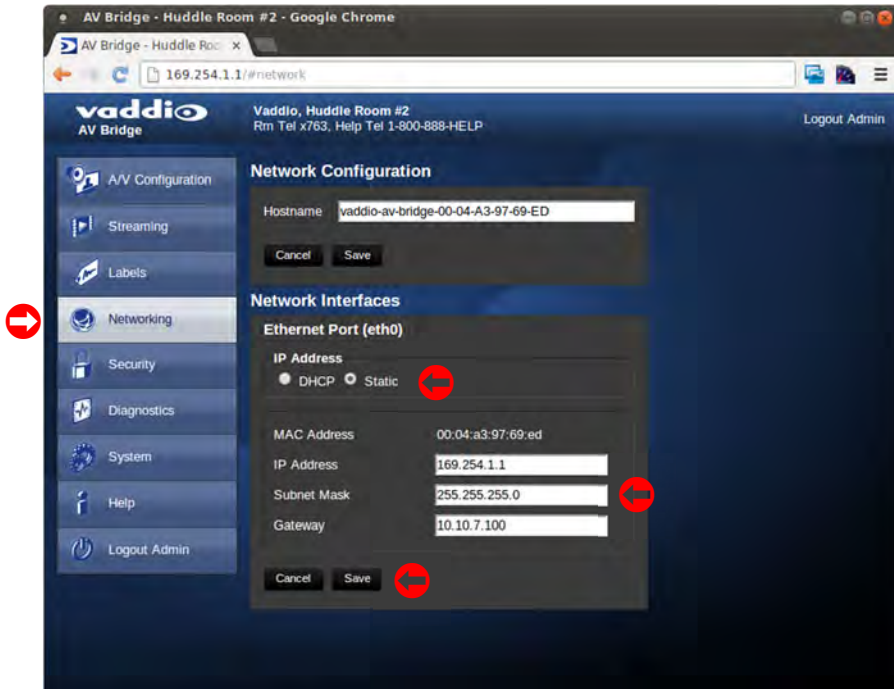 AV Bridge - Huddle Room #2 - Google Chrome
AV Bridge - Huddle Roo x
169.254.1.1/#network
vaddio
AV Bridge
Vaddio, Huddle Room #2
Rm Tel x763, Help Tel 1-800-888-HELP
Logout Admin
A/V Configuration
Streaming
Labels
Networking
Security
Diagnostics
System
Help
Logout Admin
Network Configuration
Hostname vaddio-av-bridge-00-04-A3-97-69-ED
Cancel Save
Network Interfaces
Ethernet Port (eth0)
IP Address
DHCP Static
MAC Address 00:04:a3:97:69:ed
IP Address 169.254.1.1
Subnet Mask 255.255.255.0
Gateway 10.10.7.100
Cancel Save